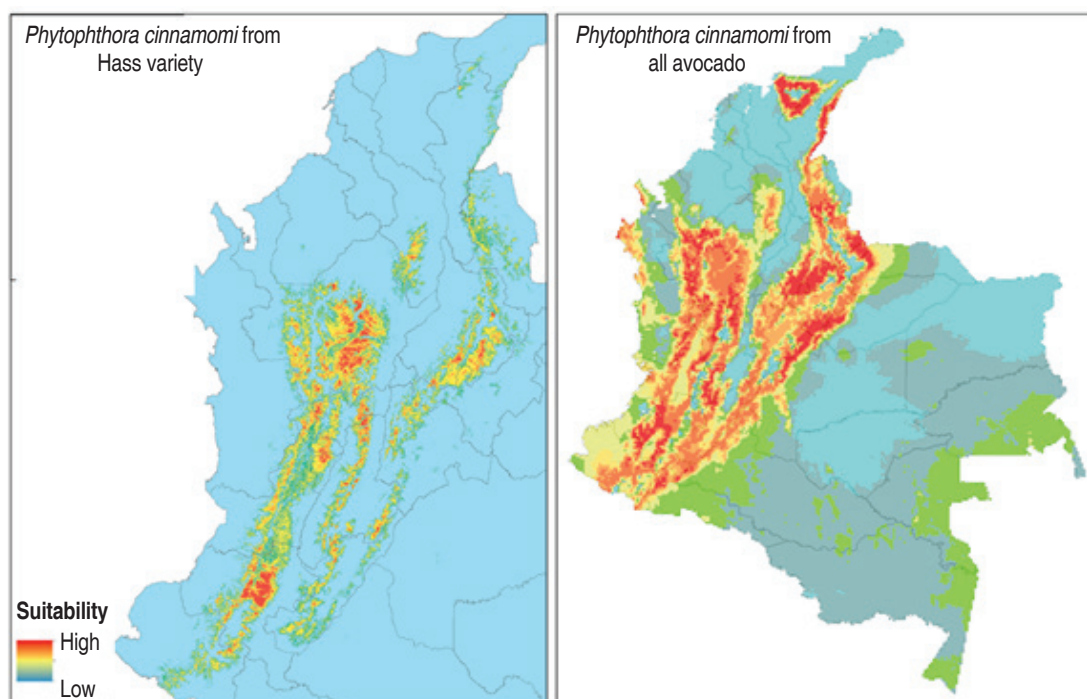 Phytophthora cinnamomi from
Hass variety
Phytophthora cinnamomi from
all avocado
Suitability
High
Low